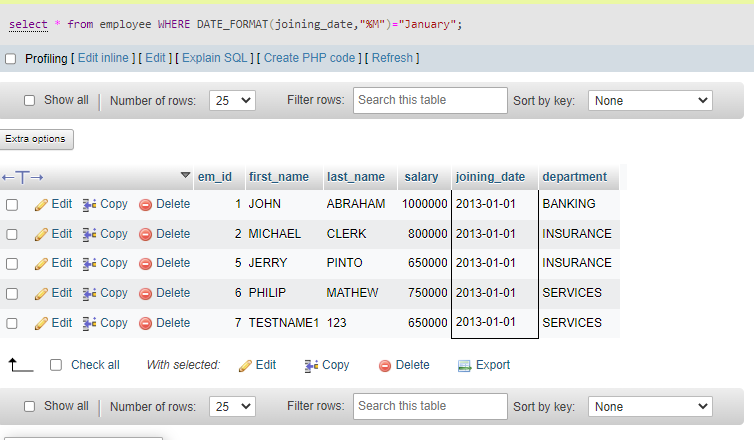 select * from employee WHERE DATE_FORMAT(joining_date,"%M")="January";
Profiling [ Edit inline ] [ Edit ] [ Explain SQL ] [ Create PHP code ] [ Refresh ]
Show all | Number of rows: 25 Filter rows: Search this table Sort by key: None
Extra options
←T→ em_id first_name last_name salary joining_date department
Edit Copy Delete 1 JOHN ABRAHAM 1000000 2013-01-01 BANKING
Edit Copy Delete 2 MICHAEL CLERK 800000 2013-01-01 INSURANCE
Edit Copy Delete 5 JERRY PINTO 650000 2013-01-01 INSURANCE
Edit Copy Delete 6 PHILIP MATHEW 750000 2013-01-01 SERVICES
Edit Copy Delete 7 TESTNAME1 123 650000 2013-01-01 SERVICES
Check all With selected: Edit Copy Delete Export
Show all | Number of rows: 25 Filter rows: Search this table Sort by key: None